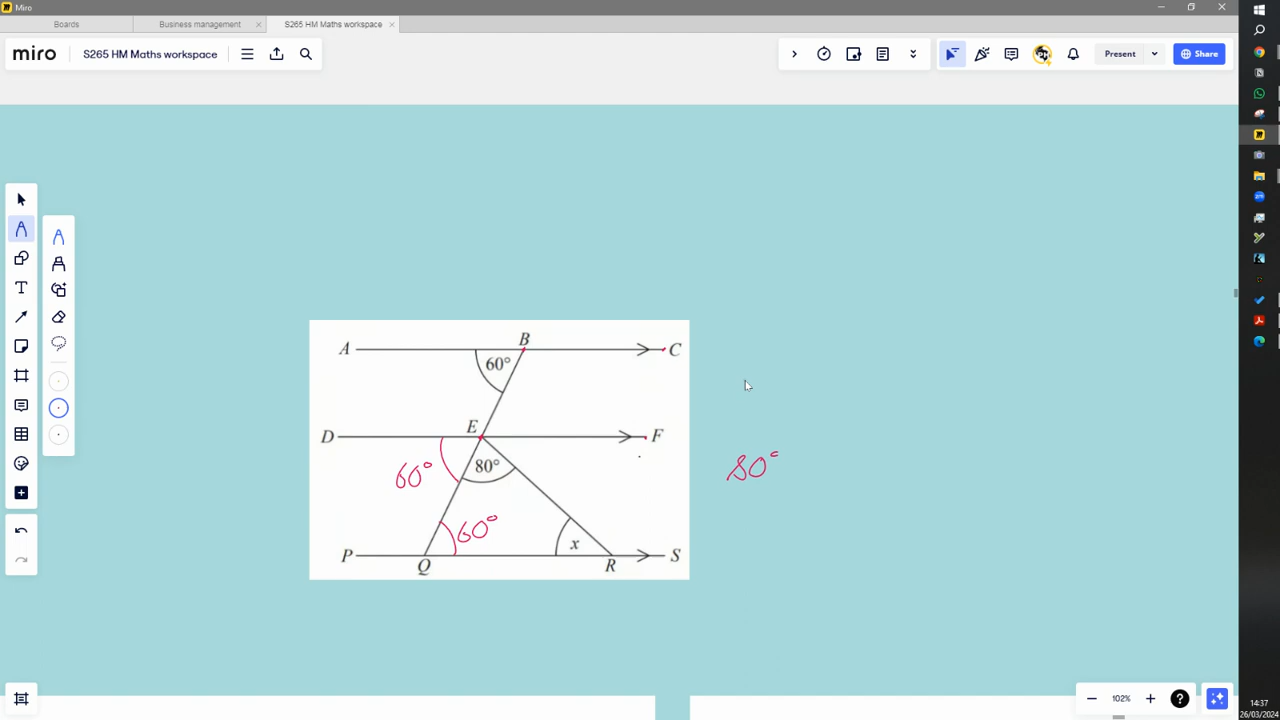 Miro
Boards
Business management
S265 HM Maths workspace
miro
S265 HM Maths workspace
Present
Share
A
B
C
60°
D
E
F
60°
80°
80°
60°
x
P
Q
R
S
102%
14:37
26/03/2024